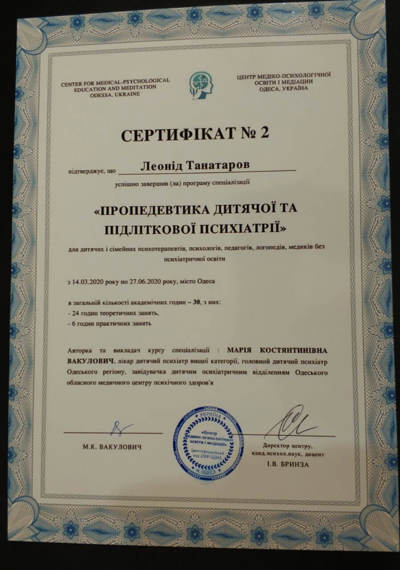 CENTER FOR MEDICAL-PSYCHOLOGICAL
EDUCATION AND MEDITATION
ODESSA, UKRAINE
ЦЕНТР МЕДИКО-ПСИХОЛОГІЧНОЇ
ОСВІТИ І МЕДІАЦІЇ
ОДЕСА, УКРАЇНА
СЕРТИФІКАТ № 2
підтверджує, що Леонід Танатаров
успішно завершив (ла) програму спеціалізації
«ПРОПЕДЕВТИКА ДИТЯЧОЇ ТА
ПІДЛІТКОВОЇ ПСИХІАТРІЇ»
для дитячих і сімейних психотерапевтів, психологів, педагогів, логопедів, медиків без
психіатричної освіти
з 14.03.2020 року по 27.06.2020 року, місто Одеса
в загальній кількості академічних годин – 30, з них:
- 24 годин теоретичних занять,
- 6 годин практичних занять
Авторка та викладач курсу спеціалізації : МАРІЯ КОСТЯНТИНІВНА
ВАКУЛОВИЧ, лікар дитячий психіатр вищої категорії, головний дитячий психіатр
Одеського регіону, завідувачка дитячим психіатричним відділенням Одеського
обласного медичного центру психічного здоров'я
УКРАЇНА
М.К. ВАКУЛОВИЧ
Директор центру,
канд.психол.наук, доцент
І.В. БРИНЗА